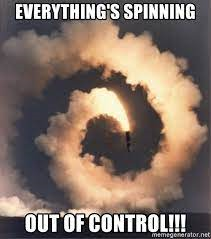 EVERYTHING'S SPINNING
OUT OF CONTROL!!!
memegenerator.net